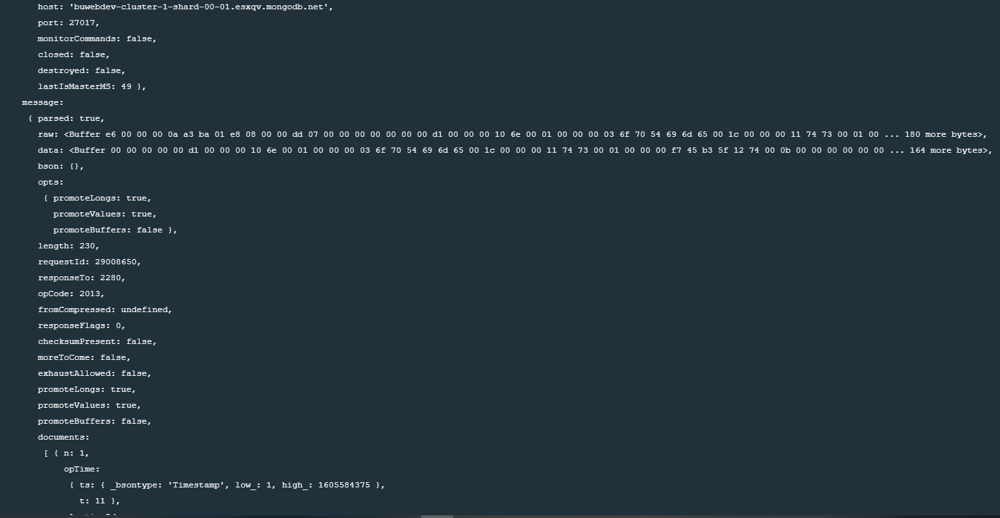 host: 'buwebdev-cluster-1-shard-00-01.esxqv.mongodb.net',
port: 27017,
monitorCommands: false,
closed: false,
destroyed: false,
lastIsMasterMS: 49 },
message:
{ parsed: true,
raw: <Buffer e6 00 00 00 0a a3 ba 01 e8 08 00 00 dd 07 00 00 00 00 00 00 00 d1 00 00 00 10 6e 00 01 00 00 00 03 6f 70 54 69 6d 65 00 1c 00 00 00 11 74 73 00 01 00 ... 180 more bytes>,
data: <Buffer 00 00 00 00 00 d1 00 00 00 10 6e 00 01 00 00 00 03 6f 70 54 69 6d 65 00 1c 00 00 00 11 74 73 00 01 00 00 00 f7 45 b3 5f 12 74 00 0b 00 00 00 00 00 00 ... 164 more bytes>,
bson: {},
opts:
{ promoteLongs: true,
promoteValues: true,
promoteBuffers: false },
length: 230,
requestId: 29008650,
responseTo: 2280,
opCode: 2013,
fromCompressed: undefined,
responseFlags: 0,
checksumPresent: false,
moreToCome: false,
exhaustAllowed: false,
promoteLongs: true,
promoteValues: true,
promoteBuffers: false,
documents:
[ { n: 1,
opTime:
{ ts: { _bsontype: 'Timestamp', low_: 1, high_: 1605584375 },
t: 11 },